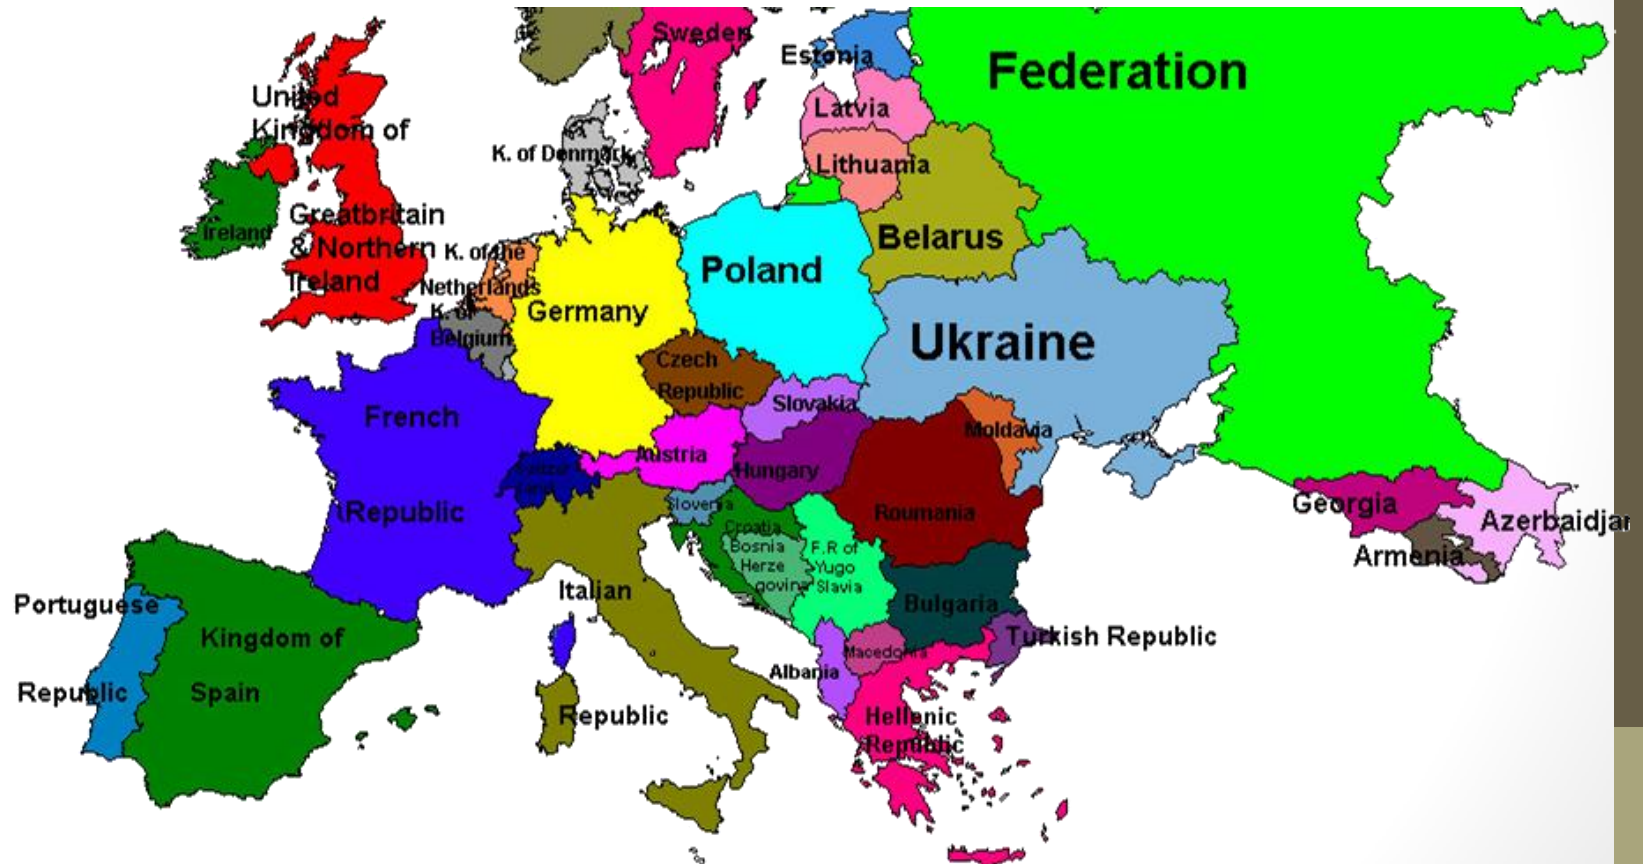 Sweden
Federation
Estonia
United
Kingdom of
Latvia
K. of Denmark
Lithuania
Greatbritain
Ireland
& Northern
Ireland
Belarus
K. of the
Netherlands
K. of
Belgium
Germany
Poland
Ukraine
Czech
Republic
Slovakia
French
Republic
Moldavia
Austria
Hungary
Slovenia
Roumania
Georgia
Azerbaidjan
Armenia
Croatia
Bosnia
Herze
govina
F.R of
Yugo
Slavia
Italian
Republic
Bulgaria
Portuguese
Republic
Kingdom of
Spain
Turkish Republic
Macedonia
Albania
Hellenic
Republic